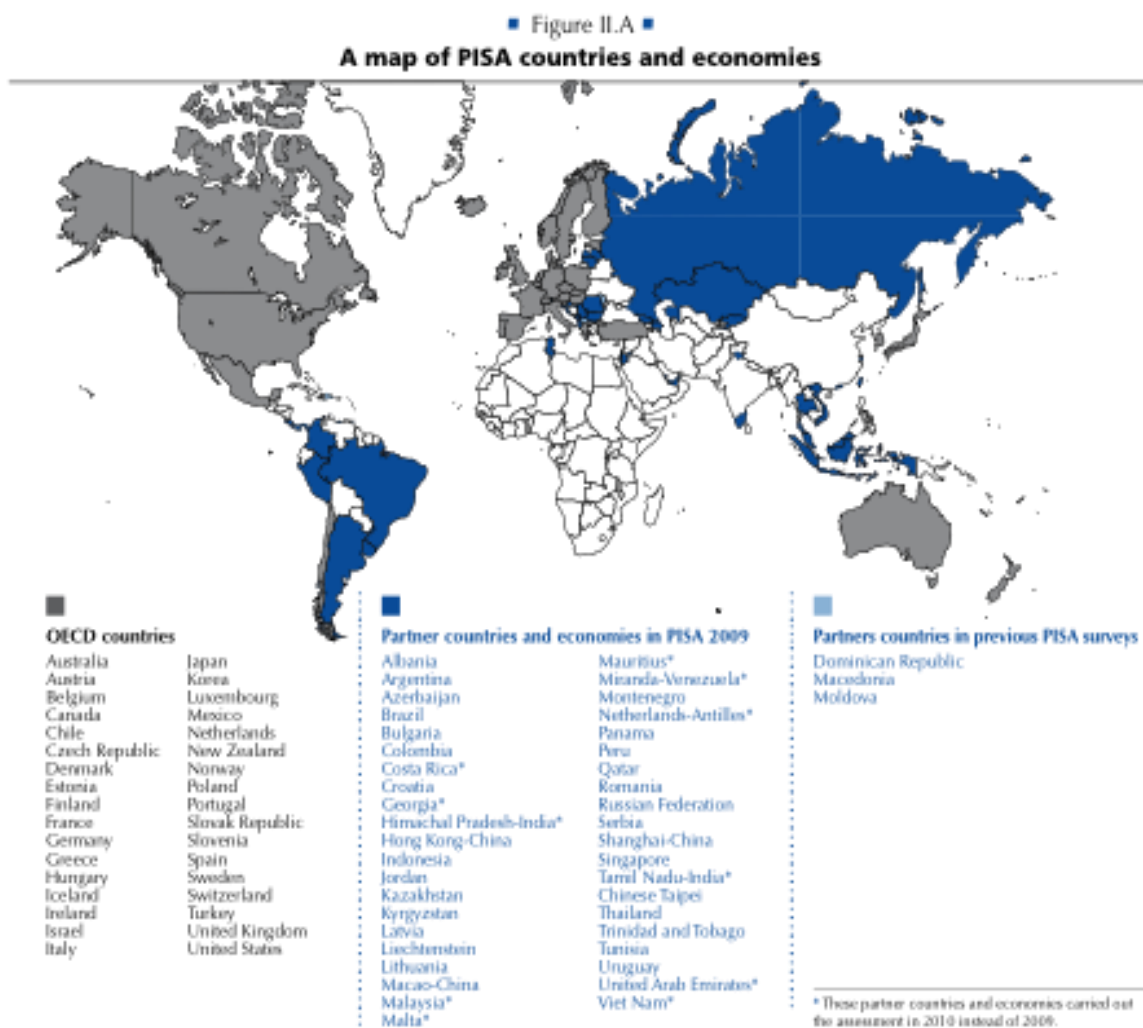 Figure II.A
A map of PISA countries and economies
OECD countries
Australia
Austria
Belgium
Canada
Chile
Czech Republic
Denmark
Estonia
Finland
France
Germany
Greece
Hungary
Iceland
Ireland
Israel
Italy
Japan
Korea
Luxembourg
Mexico
Netherlands
New Zealand
Norway
Poland
Portugal
Slovak Republic
Slovenia
Spain
Sweden
Switzerland
Turkey
United Kingdom
United States
Partner countries and economies in PISA 2009
Albania
Argentina
Azerbaijan
Brazil
Bulgaria
Colombia
Costa Rica*
Croatia
Georgia*
Himachal Pradesh-India*
Hong Kong-China
Indonesia
Jordan
Kazakhstan
Kyrgyzstan
Latvia
Liechtenstein
Lithuania
Macao-China
Malaysia*
Malta*
Mauritius*
Miranda-Venezuela*
Montenegro
Netherlands-Antilles*
Panama
Peru
Qatar
Romania
Russian Federation
Serbia
Shanghai-China
Singapore
Tamil Nadu-India*
Chinese Taipei
Thailand
Trinidad and Tobago
Tunisia
Uruguay
United Arab Emirates*
Viet Nam*
Partners countries in previous PISA surveys
Dominican Republic
Macedonia
Moldova
* These partner countries and economies carried out
the assessment in 2010 instead of 2009.